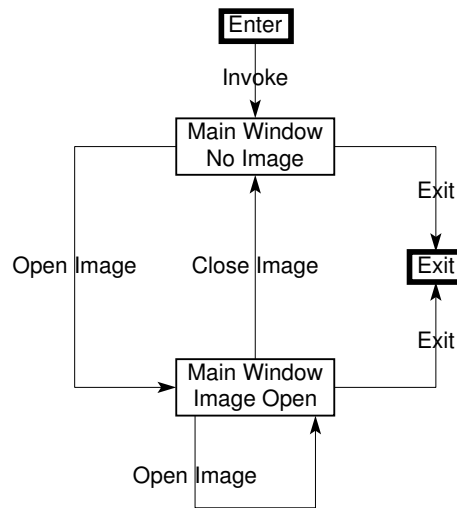 Enter
Invoke
Main Window
No Image
Exit
Open Image
Close Image
Exit
Exit
Main Window
Image Open
Open Image